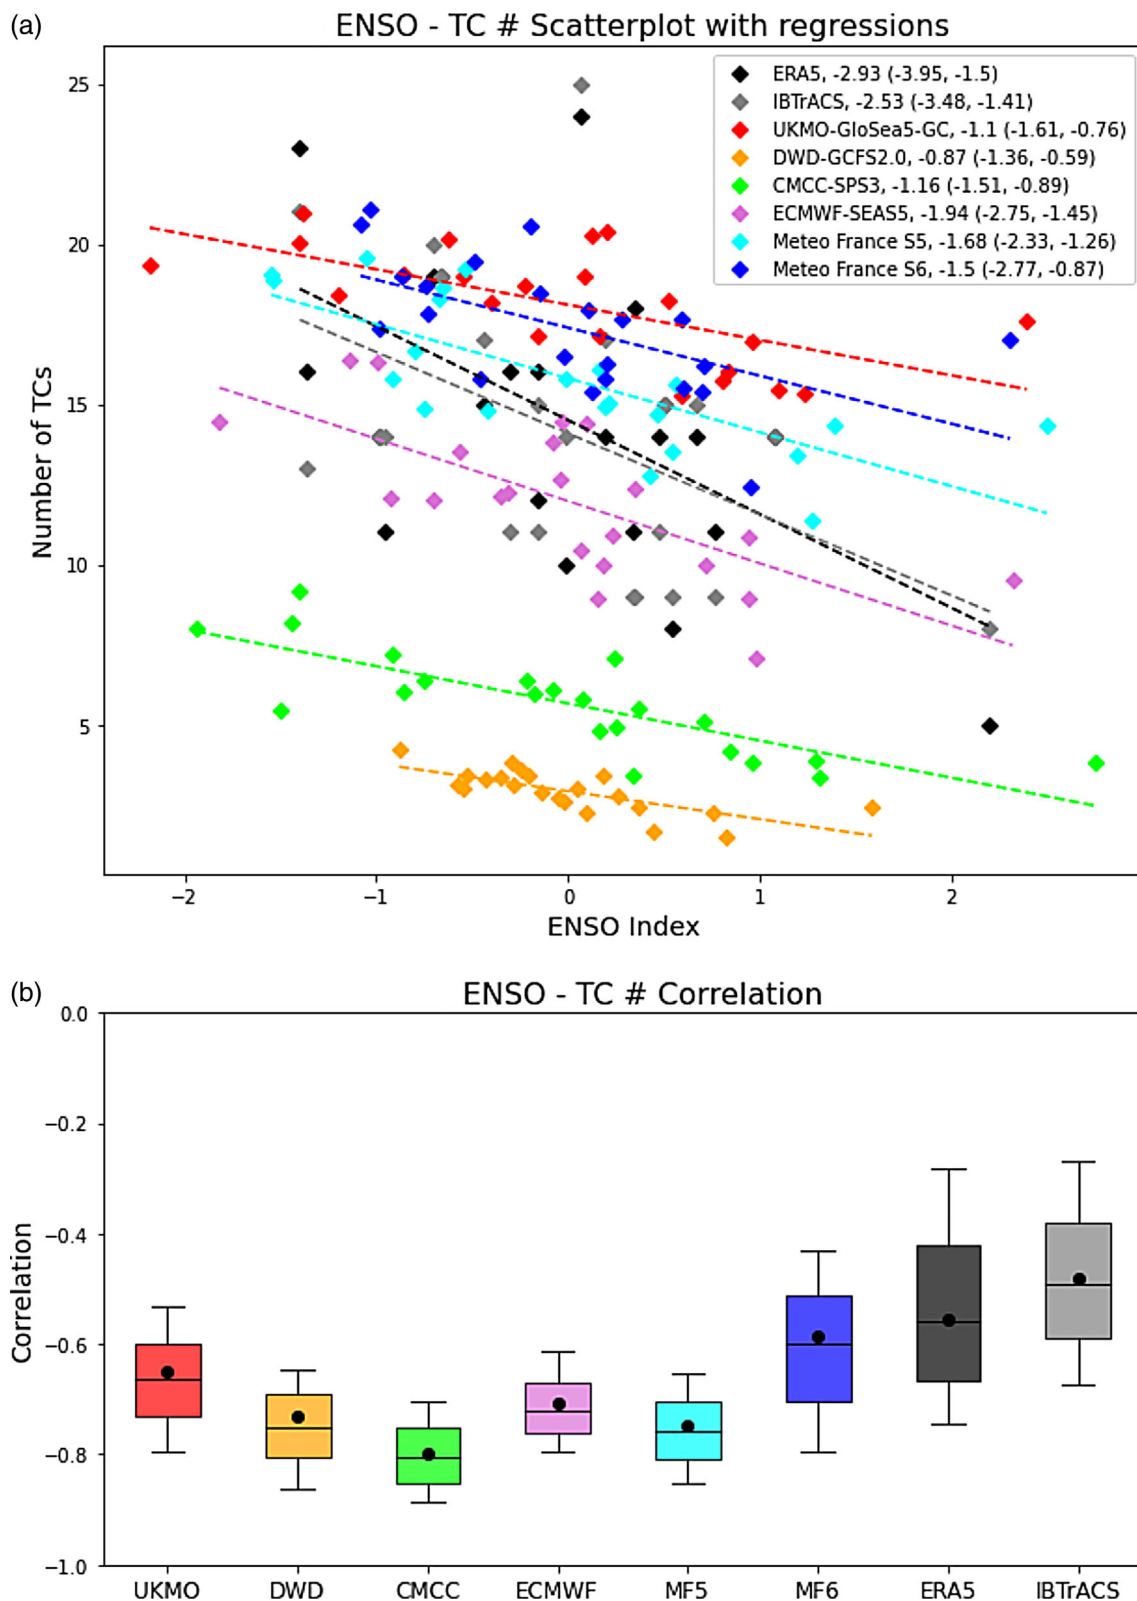 (a)
ENSO - TC # Scatterplot with regressions
ERA5, -2.93 (-3.95, -1.5)
IBTrACS, -2.53 (-3.48, -1.41)
UKMO-GloSea5-GC, -1.1 (-1.61, -0.76)
DWD-GCFS2.0, -0.87 (-1.36, -0.59)
CMCC-SPS3, -1.16 (-1.51, -0.89)
ECMWF-SEAS5, -1.94 (-2.75, -1.45)
Meteo France S5, -1.68 (-2.33, -1.26)
Meteo France S6, -1.5 (-2.77, -0.87)
25
20
15
10
5
Number of TCs
−2 −1 0 1 2
ENSO Index
(b)
ENSO - TC # Correlation
0.0
−0.2
−0.4
−0.6
−0.8
−1.0
Correlation
UKMO DWD CMCC ECMWF MF5 MF6 ERA5 IBTrACS